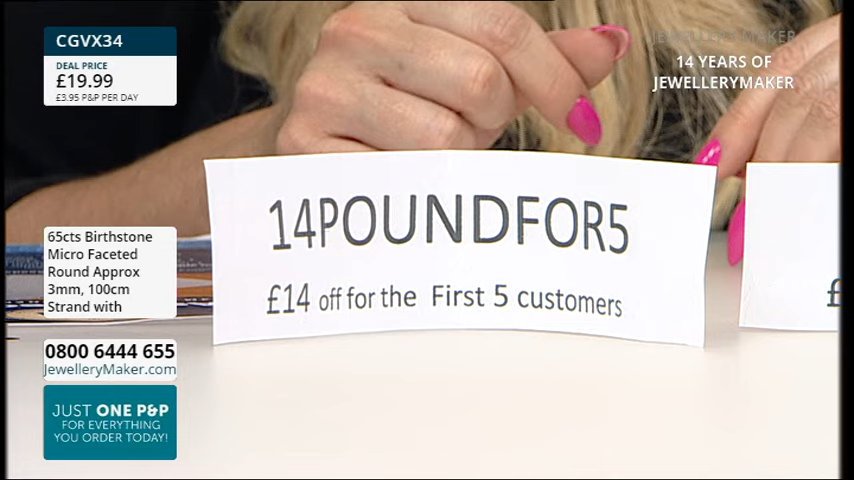 CGVX34
DEAL PRICE
£19.99
£3.95 P&P PER DAY
JEWELLERYMAKER
14 YEARS OF
JEWELLERYMAKER
14POUNDFOR5
£14 off for the First 5 customers
£
65cts Birthstone
Micro Faceted
Round Approx
3mm, 100cm
Strand with
0800 6444 655
JewelleryMaker.com
JUST ONE P&P
FOR EVERYTHING
YOU ORDER TODAY!